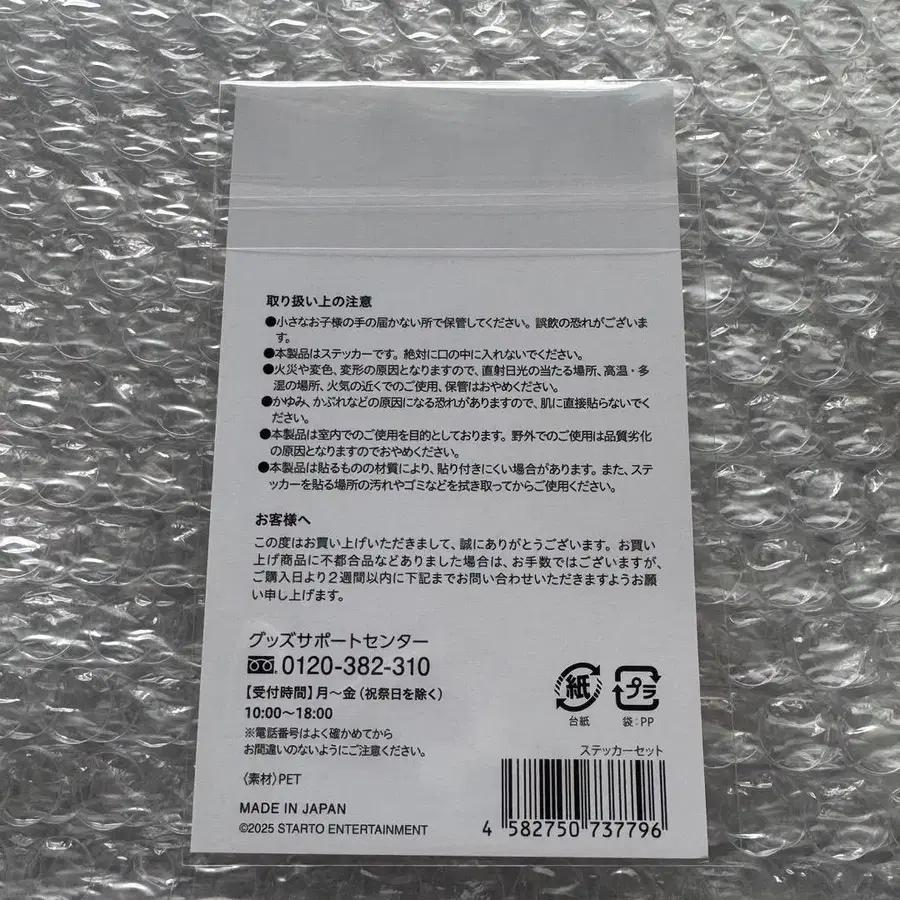 取り扱い上の注意
●小さなお子様の手の届かない所で保管してください。誤飲の恐れがございま
す。
●本製品はステッカーです。絶対に口の中に入れないでください。
●火災や変色、変形の原因となりますので、直射日光の当たる場所、高温・多
湿の場所、火気の近くでのご使用、保管はおやめください。
●かゆみ、かぶれなどの原因になる恐れがありますので、肌に直接貼らないでく
ださい。
●本製品は室内でのご使用を目的としております。野外でのご使用は品質劣化
の原因となりますのでおやめください。
●本製品は貼るものの材質により、貼り付きにくい場合があります。また、ステ
ッカーを貼る場所の汚れやゴミなどを拭き取ってからご使用ください。
お客様へ
この度はお買い上げいただきまして、誠にありがとうございます。お買い
上げ商品に不都合品などありました場合は、お手数ではございますが、
ご購入日より2週間以内に下記までお問い合わせいただきますようお願
い申し上げます。
グッズサポートセンター
0120-382-310
【受付時間】月〜金(祝祭日を除く)
10:00〜18:00
※電話番号はよく確かめてから
お間違いのないようにご注意ください。
〈素材〉PET
MADE IN JAPAN
©2025 STARTO ENTERTAINMENT
紙
台紙
プラ
袋:PP
ステッカーセット
4 582750 737796